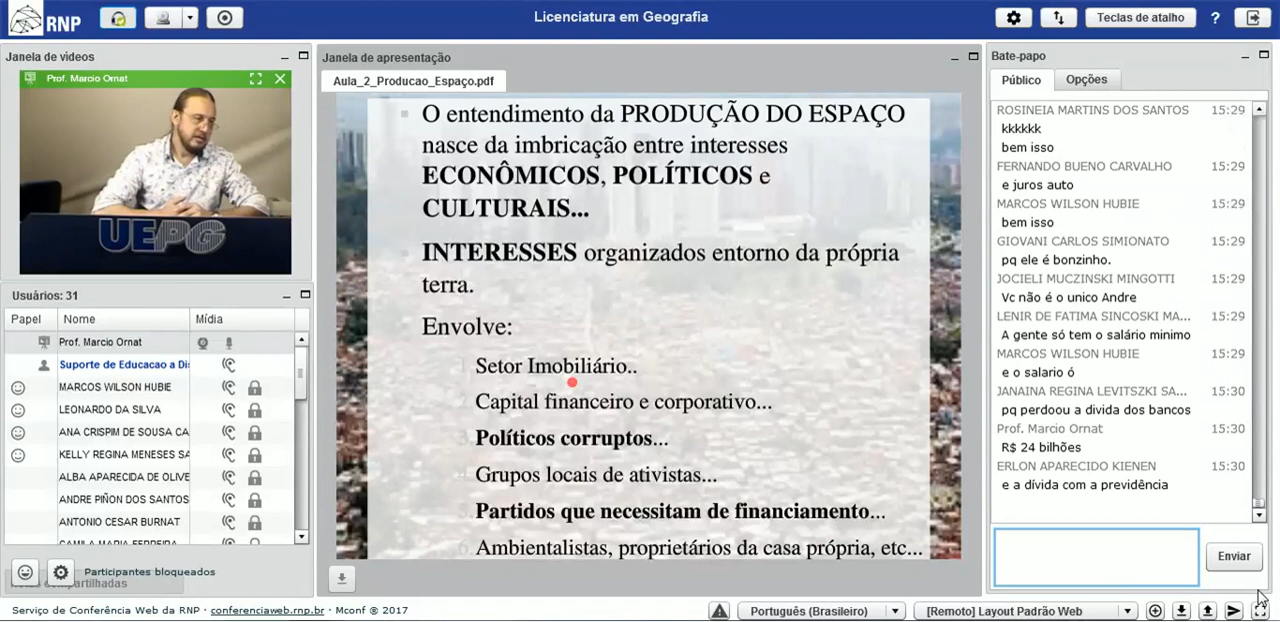 RNP
Licenciatura em Geografia
Teclas de atalho
?
Janela de vídeos
Prof. Marcio Ornat
UEPG
Usuários: 31
Papel Nome Mídia
Prof. Marcio Ornat
Suporte de Educacao a Di
MARCOS WILSON HUBIE
LEONARDO DA SILVA
ANA CRISPIM DE SOUSA CA
KELLY REGINA MENESES SA
ALBA APARECIDA DE OLIVE
ANDRE PIÑON DOS SANTOS
ANTONIO CESAR BURNAT
CAMILA MARIA FERREIRA
Participantes bloqueados
Notas compartilhadas
Janela de apresentação
Aula_2_Producao_Espaço.pdf
O entendimento da PRODUÇÃO DO ESPAÇO
nasce da imbricação entre interesses
ECONÔMICOS, POLÍTICOS e
CULTURAIS...
INTERESSES organizados entorno da própria
terra.
Envolve:
Setor Imobiliário..
Capital financeiro e corporativo...
Políticos corruptos...
Grupos locais de ativistas...
Partidos que necessitam de financiamento...
Ambientalistas, proprietários da casa própria, etc...
Bate-papo
Público Opções
ROSINEIA MARTINS DOS SANTOS 15:29
kkkkkk
bem isso
FERNANDO BUENO CARVALHO 15:29
e juros auto
MARCOS WILSON HUBIE 15:29
bem isso
GIOVANI CARLOS SIMIONATO 15:29
pq ele é bonzinho.
JOCIELI MUCZINSKI MINGOTTI 15:29
Vc não é o unico Andre
LENIR DE FATIMA SINCOSKI MA... 15:29
A gente só tem o salário minimo
MARCOS WILSON HUBIE 15:29
e o salario ó
JANAINA REGINA LEVITSZKI SA... 15:30
pq perdoou a divida dos bancos
Prof. Marcio Ornat 15:30
R$ 24 bilhões
ERLON APARECIDO KIENEN 15:30
e a dívida com a previdência
Enviar
Serviço de Conferência Web da RNP · conferenciaweb.rnp.br · Mconf ® 2017
Português (Brasileiro)
[Remoto] Layout Padrão Web